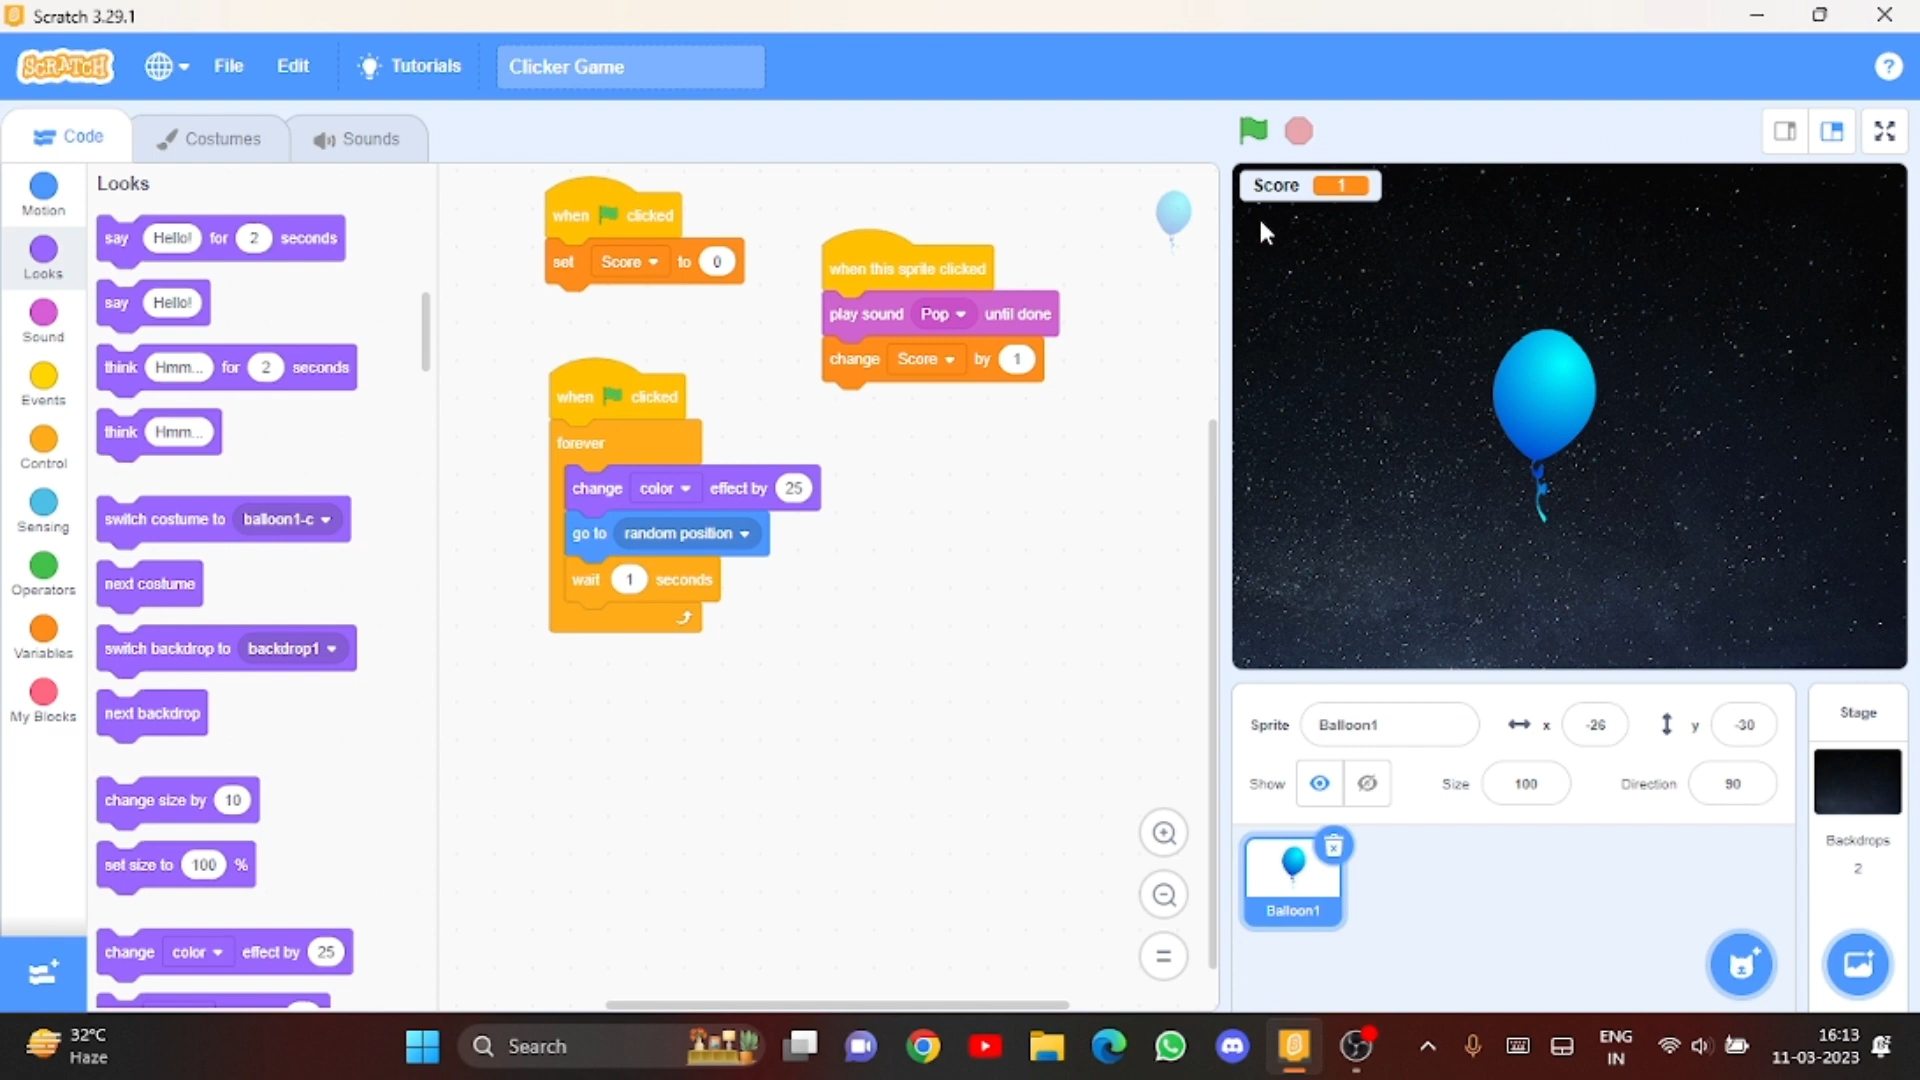 Scratch 3.29.1
SCRATCH
File
Edit
Tutorials
Clicker Game
?
Code
Costumes
Sounds
Motion
Looks
Sound
Events
Control
Sensing
Operators
Variables
My Blocks
Looks
say Hello! for 2 seconds
say Hello!
think Hmm... for 2 seconds
think Hmm...
switch costume to balloon1-c
next costume
switch backdrop to backdrop1
next backdrop
change size by 10
set size to 100 %
change color effect by 25
when clicked
set Score to 0
when clicked
forever
change color effect by 25
go to random position
wait 1 seconds
when this sprite clicked
play sound Pop until done
change Score by 1
Score 1
Sprite Balloon1 x -26 y -30
Show Size 100 Direction 90
Balloon1
Stage
Backdrops
2
32°C
Haze
Search
ENG
IN
16:13
11-03-2023